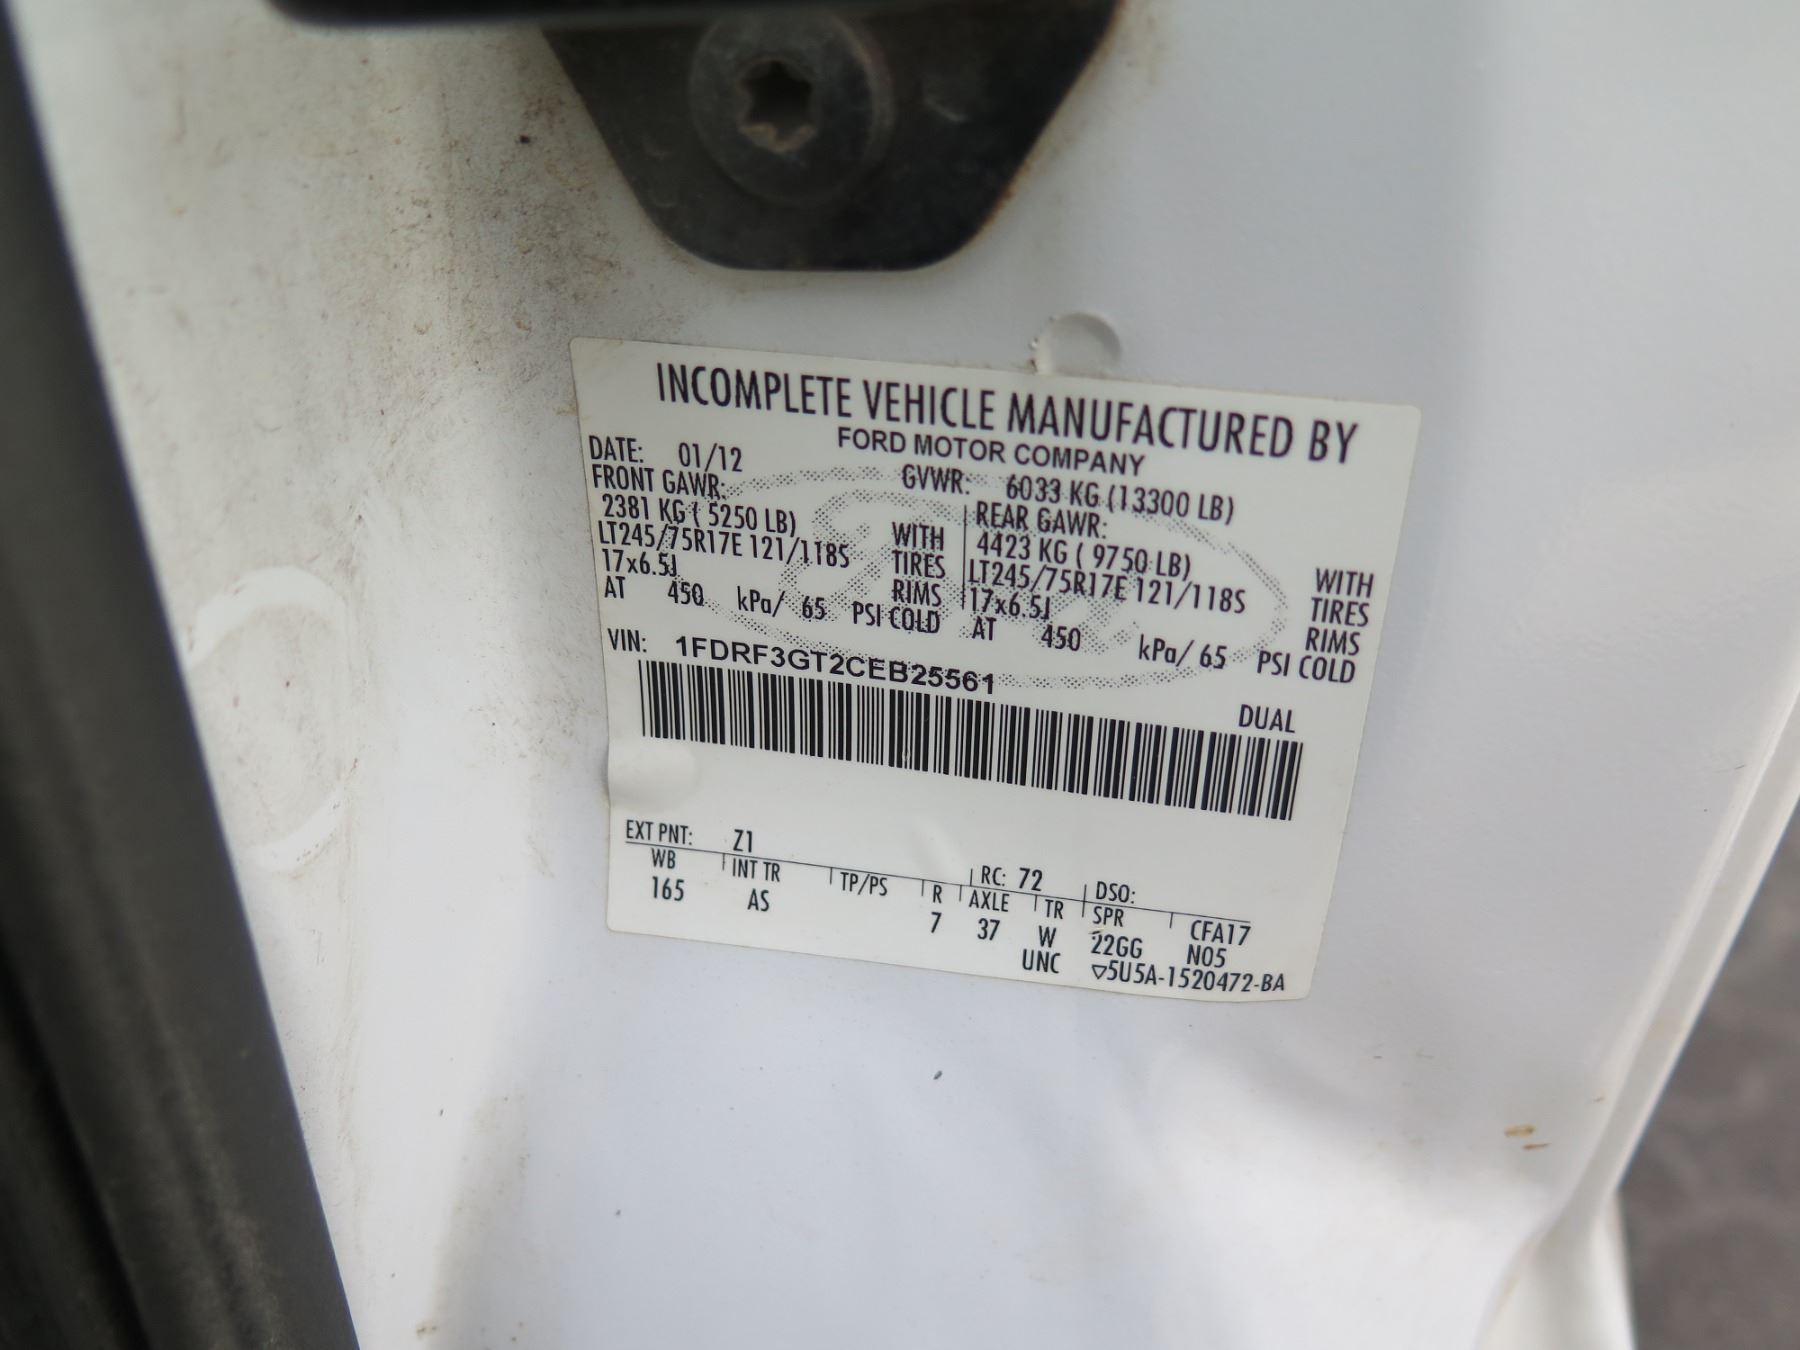 INCOMPLETE VEHICLE MANUFACTURED BY
FORD MOTOR COMPANY
DATE: 01/12 GVWR: 6033 KG (13300 LB)
FRONT GAWR: REAR GAWR:
2381 KG ( 5250 LB) WITH 4423 KG ( 9750 LB) WITH
LT245/75R17E 121/118S TIRES LT245/75R17E 121/118S TIRES
17x6.5J RIMS 17x6.5J RIMS
AT 450 kPa/ 65 PSI COLD AT 450 kPa/ 65 PSI COLD
VIN: 1FDRF3GT2CEB25561
DUAL
EXT PNT: Z1 RC: 72 DSO:
WB INT TR TP/PS R AXLE TR SPR CFA17
165 AS 7 37 W 22GG N05
UNC ▽5U5A-1520472-BA